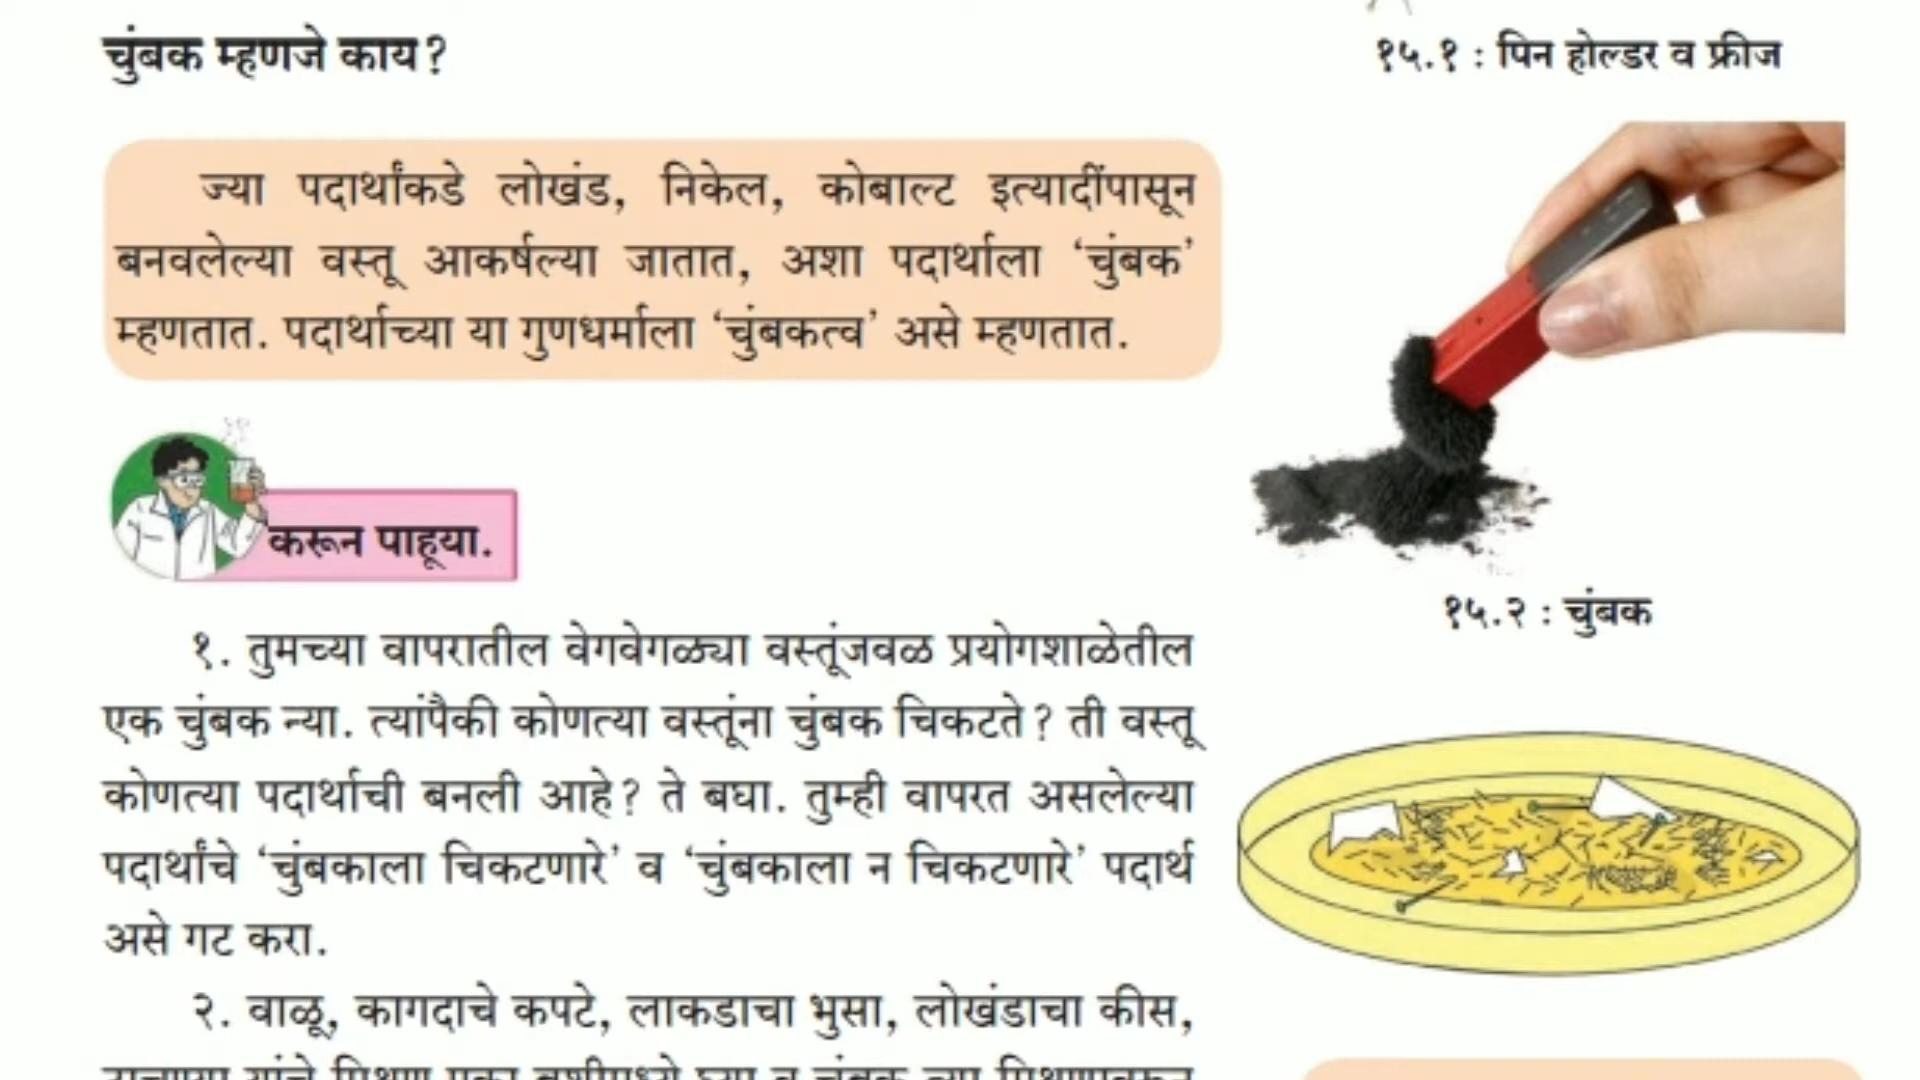 चुंबक म्हणजे काय?
ज्या पदार्थांकडे लोखंड, निकेल, कोबाल्ट इत्यादींपासून
बनवलेल्या वस्तू आकर्षल्या जातात, अशा पदार्थाला ‘चुंबक’
म्हणतात. पदार्थाच्या या गुणधर्माला ‘चुंबकत्व’ असे म्हणतात.
करून पाहूया.
१. तुमच्या वापरातील वेगवेगळ्या वस्तूंजवळ प्रयोगशाळेतील
एक चुंबक न्या. त्यांपैकी कोणत्या वस्तूंना चुंबक चिकटते? ती वस्तू
कोणत्या पदार्थाची बनली आहे? ते बघा. तुम्ही वापरत असलेल्या
पदार्थांचे ‘चुंबकाला चिकटणारे’ व ‘चुंबकाला न चिकटणारे’ पदार्थ
असे गट करा.
२. वाळू, कागदाचे कपटे, लाकडाचा भुसा, लोखंडाचा कीस,
१५.१ : पिन होल्डर व फ्रीज
१५.२ : चुंबक